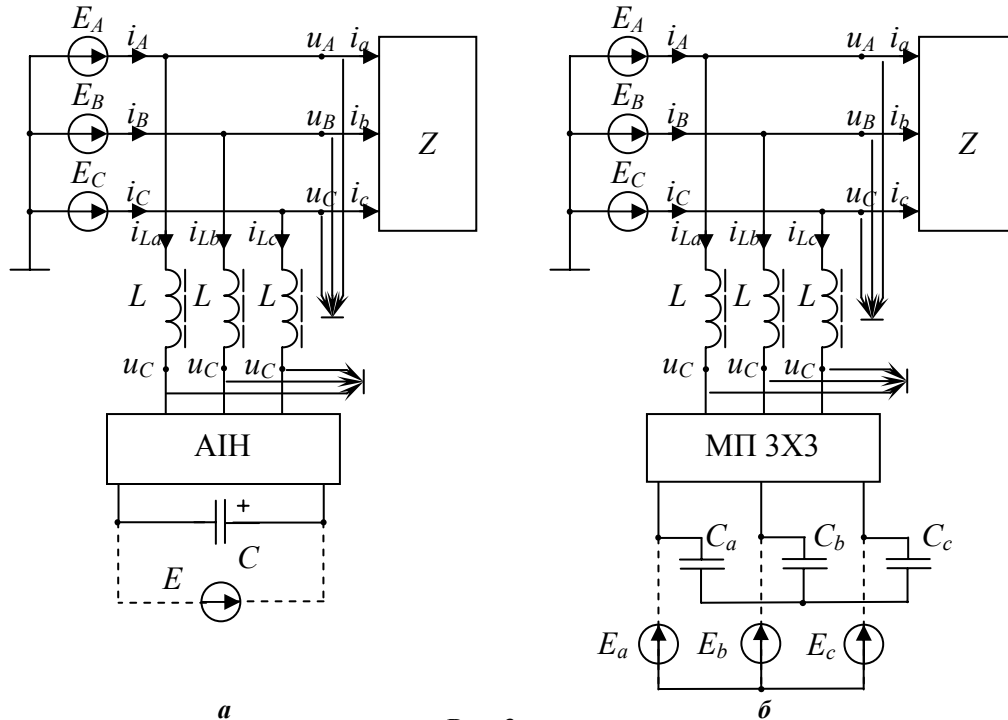 E_A i_A u_A i_a
E_B i_B u_B i_b
Z
E_C i_C u_C i_c
i_La i_Lb i_Lc
L L L
u_C u_C u_C
АІН
+
C
E
а
E_A i_A u_A i_a
E_B i_B u_B i_b
Z
E_C i_C u_C i_c
i_La i_Lb i_Lc
L L L
u_C u_C u_C
МП 3Х3
C_a C_b C_c
E_a E_b E_c
б